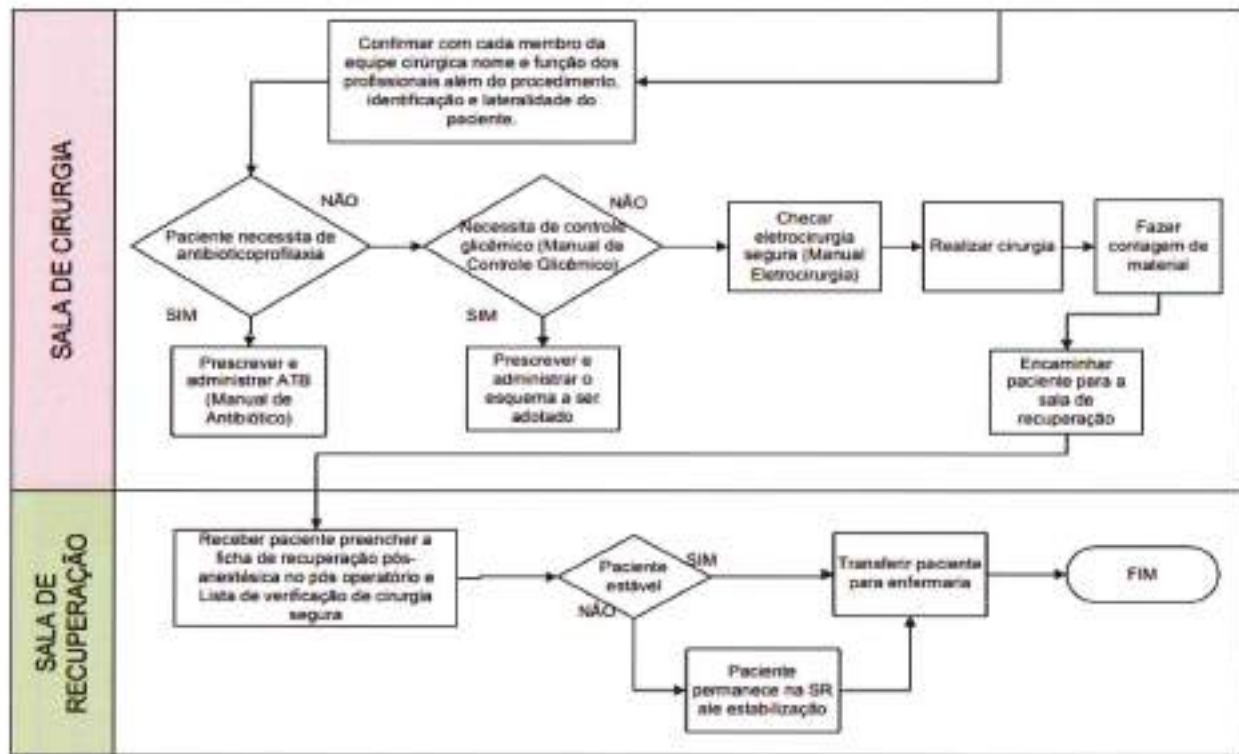 SALA DE CIRURGIA
Confirmar com cada membro da
equipe cirúrgica nome e função dos
profissionais além do procedimento,
identificação e lateralidade do
paciente.
Paciente necessita de
antibioticoprofilaxia
NÃO
SIM
Prescrever e
administrar ATB
(Manual de
Antibiótico)
Necessita de controle
glicêmico (Manual de
Controle Glicêmico)
NÃO
SIM
Prescrever e
administrar o
esquema a ser
adotado
Checar
eletrocirurgia
segura (Manual
Eletrocirurgia)
Realizar cirurgia
Fazer
contagem de
material
Encaminhar
paciente para a
sala de
recuperação
SALA DE
RECUPERAÇÃO
Receber paciente preencher a
ficha de recuperação pós-
anestésica no pós operatório e
Lista de verificação de cirurgia
segura
Paciente
estável
SIM
NÃO
Paciente
permanece na SR
ate estabilização
Transferir paciente
para enfermaria
FIM